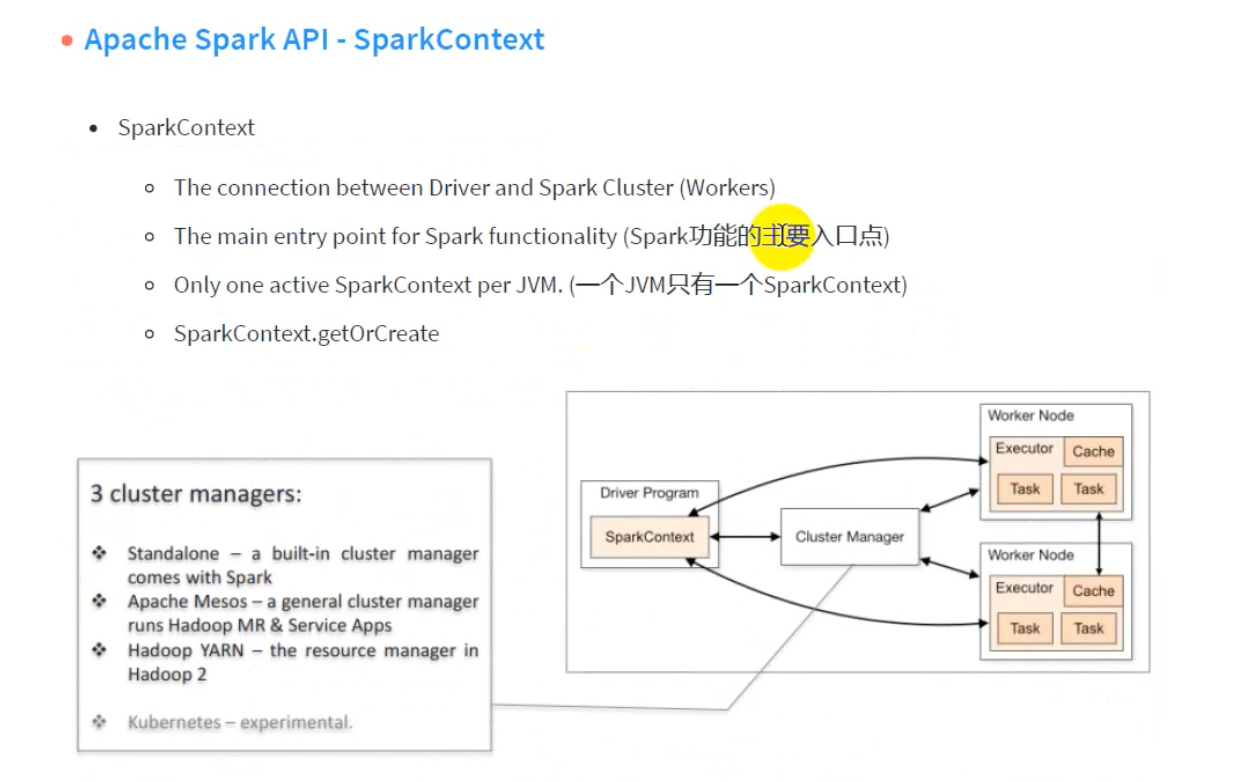 Apache Spark API - SparkContext
SparkContext
The connection between Driver and Spark Cluster (Workers)
The main entry point for Spark functionality (Spark功能的主要入口点)
Only one active SparkContext per JVM. (一个JVM只有一个SparkContext)
SparkContext.getOrCreate
3 cluster managers:
Standalone – a built-in cluster manager
comes with Spark
Apache Mesos – a general cluster manager
runs Hadoop MR & Service Apps
Hadoop YARN – the resource manager in
Hadoop 2
Kubernetes – experimental.
Driver Program
SparkContext
Cluster Manager
Worker Node
Executor
Cache
Task
Task
Worker Node
Executor
Cache
Task
Task